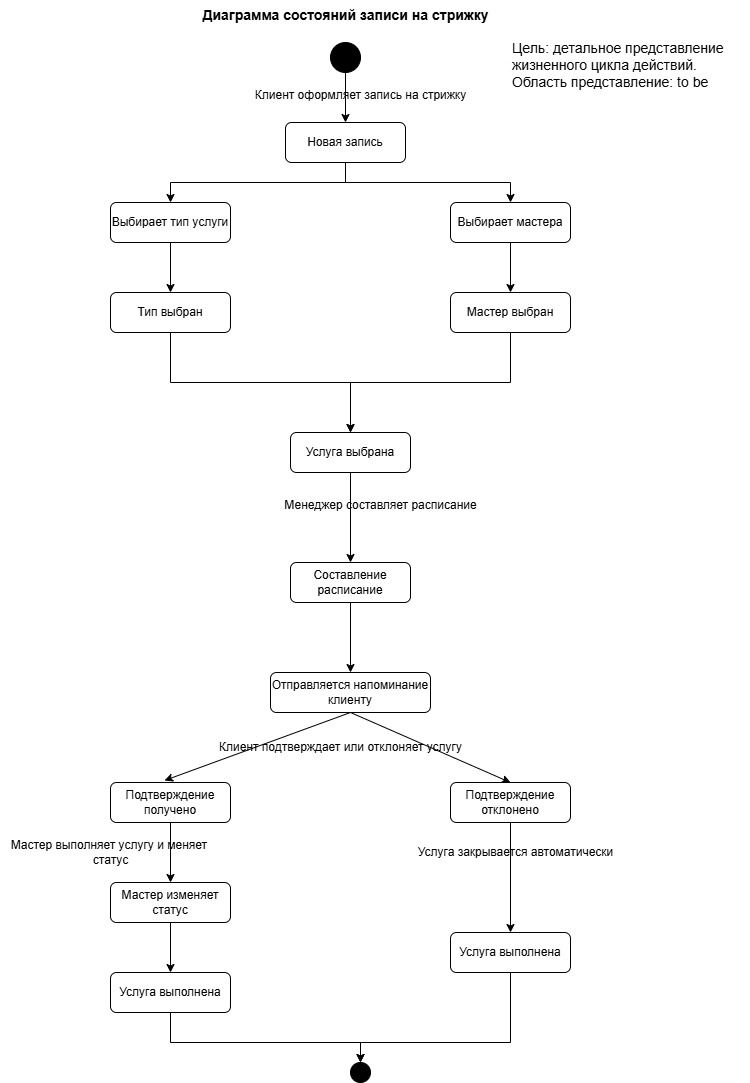 Диаграмма состояний записи на стрижку
Цель: детальное представление
жизненного цикла действий.
Область представление: to be
Клиент оформляет запись на стрижку
Новая запись
Выбирает тип услуги
Выбирает мастера
Тип выбран
Мастер выбран
Услуга выбрана
Менеджер составляет расписание
Составление
расписание
Отправляется напоминание
клиенту
Клиент подтверждает или отклоняет услугу
Подтверждение
получено
Подтверждение
отклонено
Мастер выполняет услугу и меняет
статус
Услуга закрывается автоматически
Мастер изменяет
статус
Услуга выполнена
Услуга выполнена